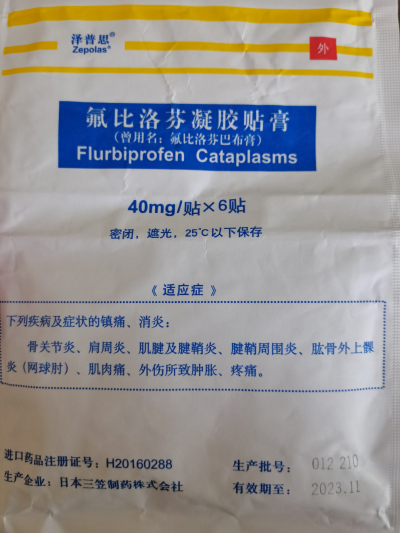 泽普思®
Zepolas®
外
氟比洛芬凝胶贴膏
(曾用名：氟比洛芬巴布膏)
Flurbiprofen Cataplasms
40mg/贴×6贴
密闭，遮光，25℃以下保存
《 适应症 》
下列疾病及症状的镇痛、消炎：
骨关节炎、肩周炎、肌腱及腱鞘炎、腱鞘周围炎、肱骨外上髁
炎（网球肘）、肌肉痛、外伤所致肿胀、疼痛。
进口药品注册证号：H20160288
生产批号： 012 210
生产企业：日本三笠制药株式会社
有效期至： 2023.11